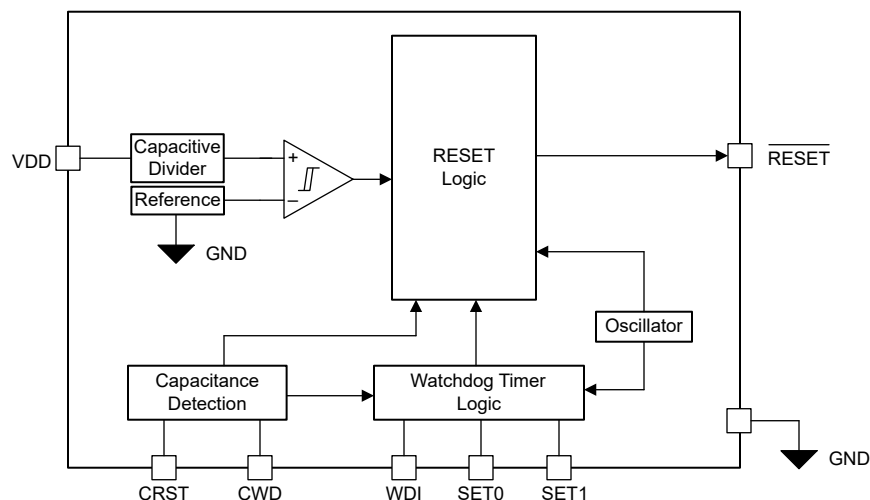 VDD
Capacitive
Divider
+
Reference
−
GND
RESET
Logic
RESET
Oscillator
Capacitance
Detection
Watchdog Timer
Logic
GND
CRST
CWD
WDI
SET0
SET1